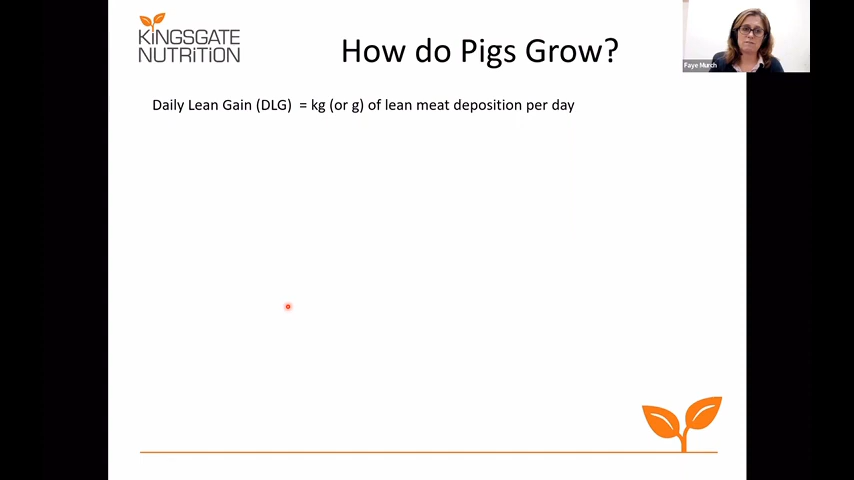 KiNGSGATE
NUTRiTiON
How do Pigs Grow?
Faye Murch
Daily Lean Gain (DLG) = kg (or g) of lean meat deposition per day